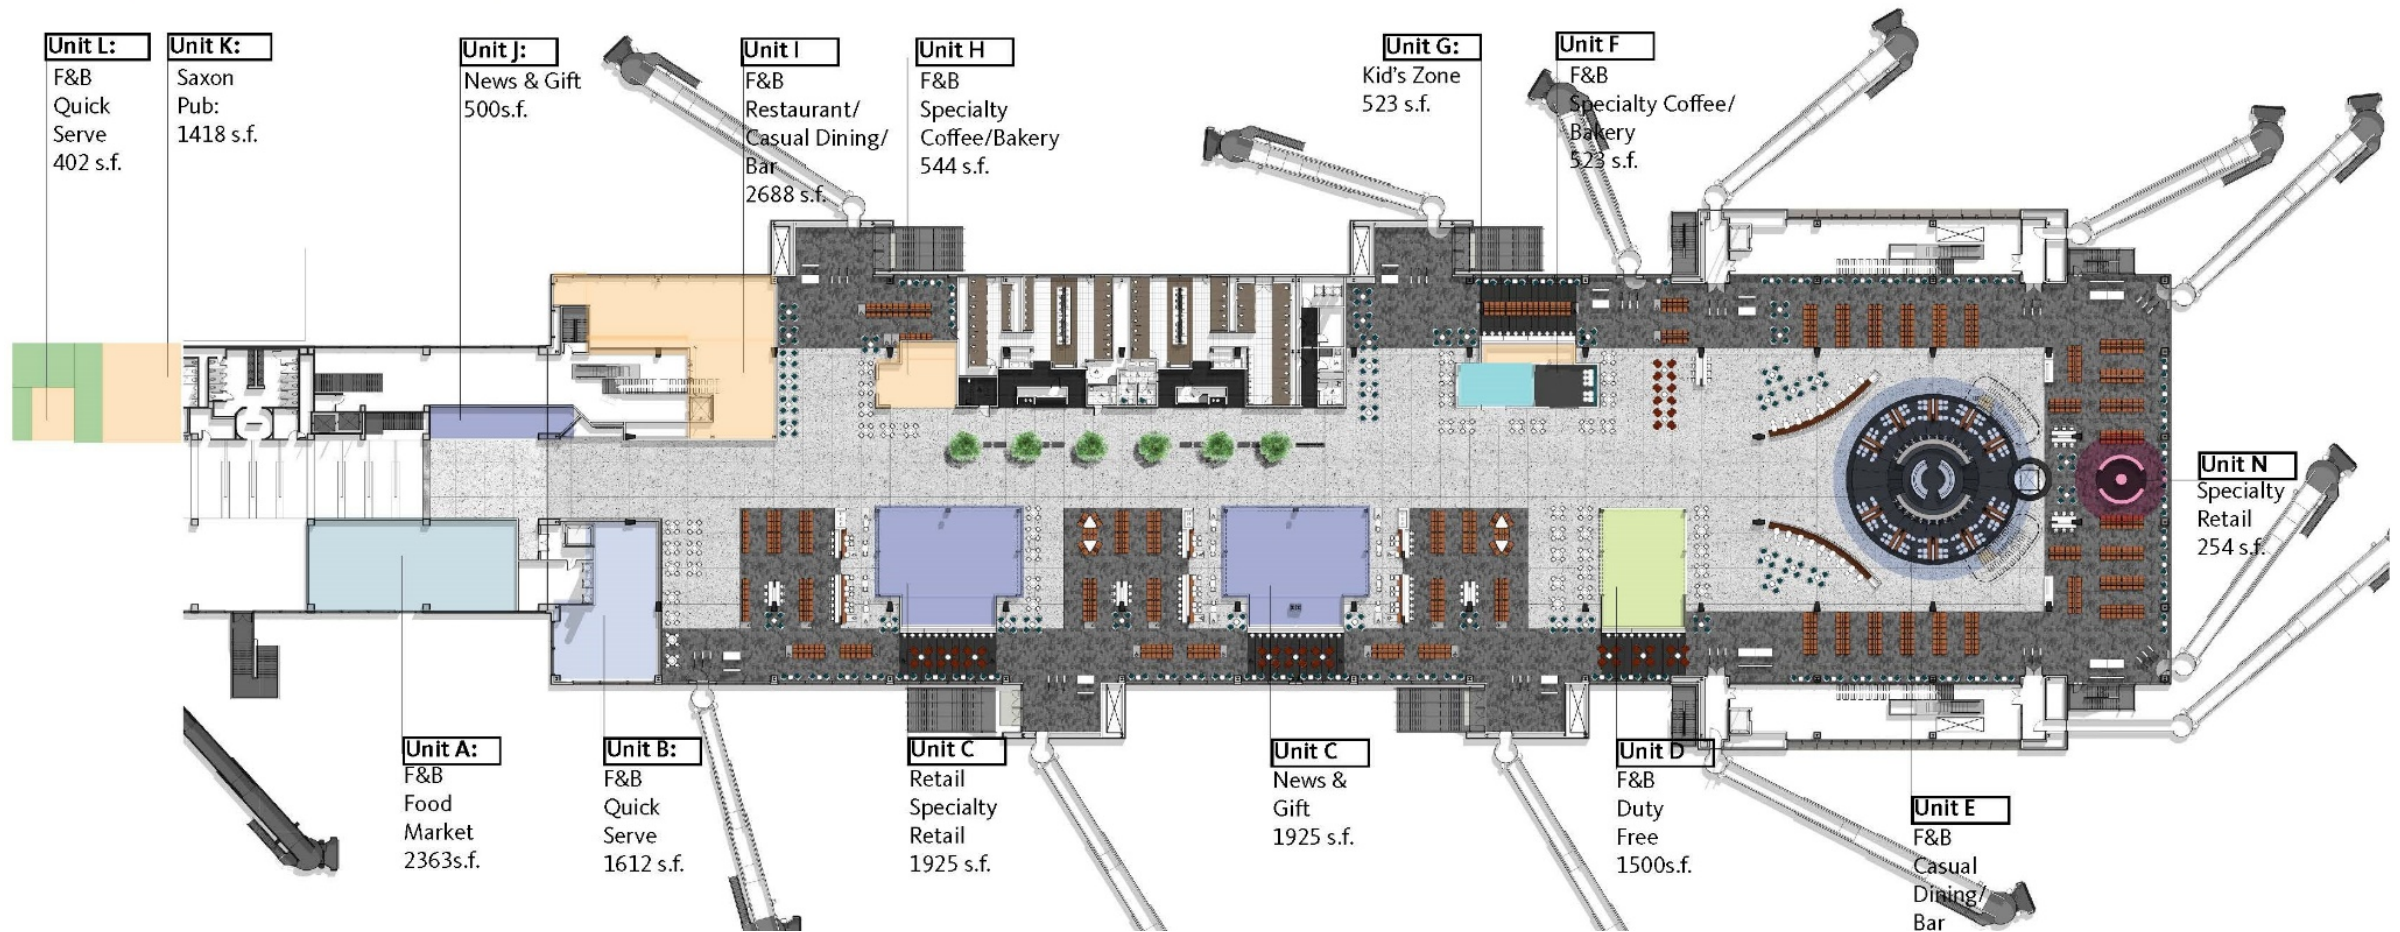 Unit L:
F&B
Quick
Serve
402 s.f.
Unit K:
Saxon
Pub:
1418 s.f.
Unit J:
News & Gift
500s.f.
Unit I
F&B
Restaurant/
Casual Dining/
Bar
2688 s.f.
Unit H
F&B
Specialty
Coffee/Bakery
544 s.f.
Unit G:
Kid's Zone
523 s.f.
Unit F
F&B
Specialty Coffee/
Bakery
523 s.f.
Unit N
Specialty
Retail
254 s.f.
Unit A:
F&B
Food
Market
2363s.f.
Unit B:
F&B
Quick
Serve
1612 s.f.
Unit C
Retail
Specialty
Retail
1925 s.f.
Unit C
News &
Gift
1925 s.f.
Unit D
F&B
Duty
Free
1500s.f.
Unit E
F&B
Casual
Dining/
Bar